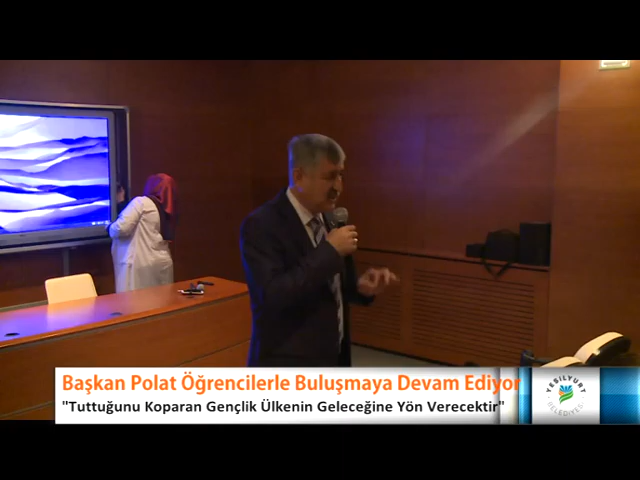 Başkan Polat Öğrencilerle Buluşmaya Devam Ediyor
"Tuttuğunu Koparan Gençlik Ülkenin Geleceğine Yön Verecektir"
YEŞİLYURT
BELEDİYESİ